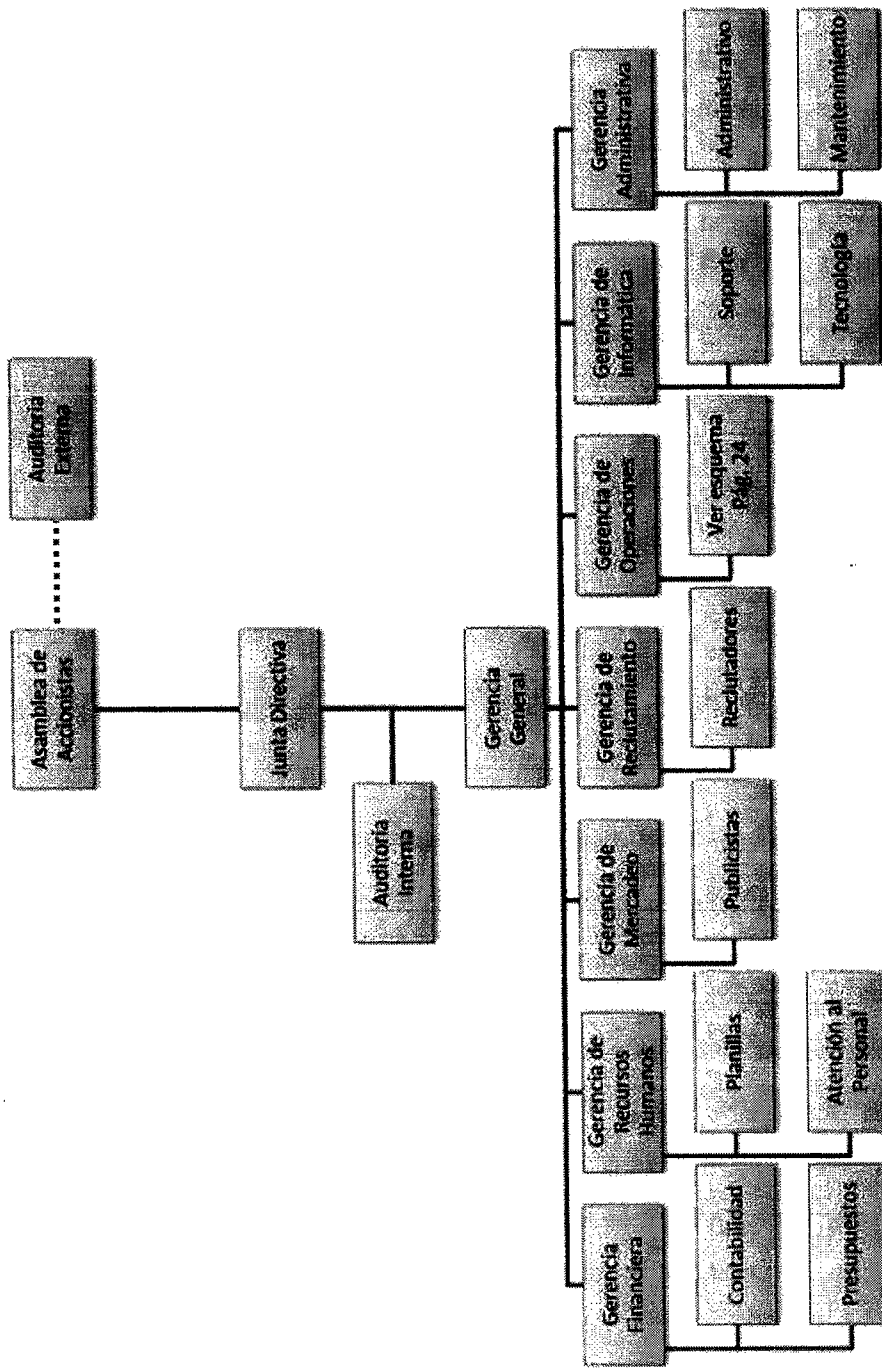 Asamblea de
Accionistas
Auditoria
Externa
Junta Directiva
Auditoria
Interna
Gerencia
General
Gerencia
Financiera
Gerencia de
Recursos
Humanos
Gerencia de
Mercadeo
Gerencia de
Reclutamiento
Gerencia de
Operaciones
Gerencia de
Informática
Gerencia
Administrativa
Contabilidad
Planillas
Publicistas
Reclutadores
Ver esquema
Pág. 24
Soporte
Administrativo
Presupuestos
Atención al
Personal
Tecnología
Mantenimiento